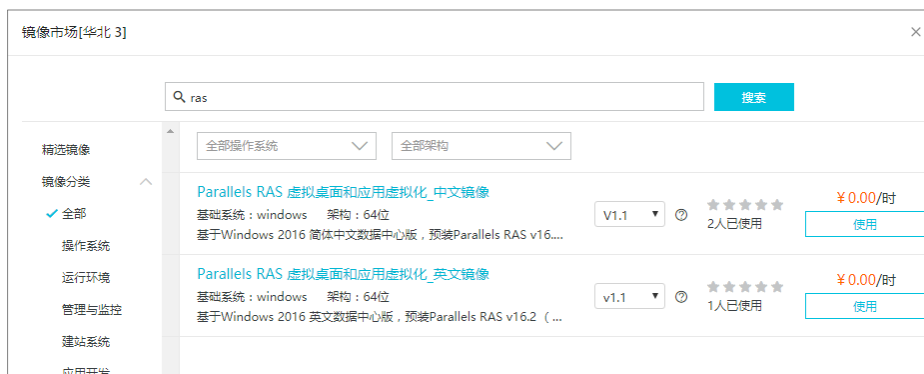 镜像市场[华北 3]
ras
搜索
精选镜像
镜像分类
全部
操作系统
运行环境
管理与监控
建站系统
应用开发
全部操作系统
全部架构
Parallels RAS 虚拟桌面和应用虚拟化_中文镜像
基础系统：windows 架构：64位
基于Windows 2016 简体中文数据中心版，预装Parallels RAS v16....
V1.1
2人已使用
¥0.00/时
使用
Parallels RAS 虚拟桌面和应用虚拟化_英文镜像
基础系统：windows 架构：64位
基于Windows 2016 英文数据中心版，预装Parallels RAS v16.2 （ ...
v1.1
1人已使用
¥0.00/时
使用